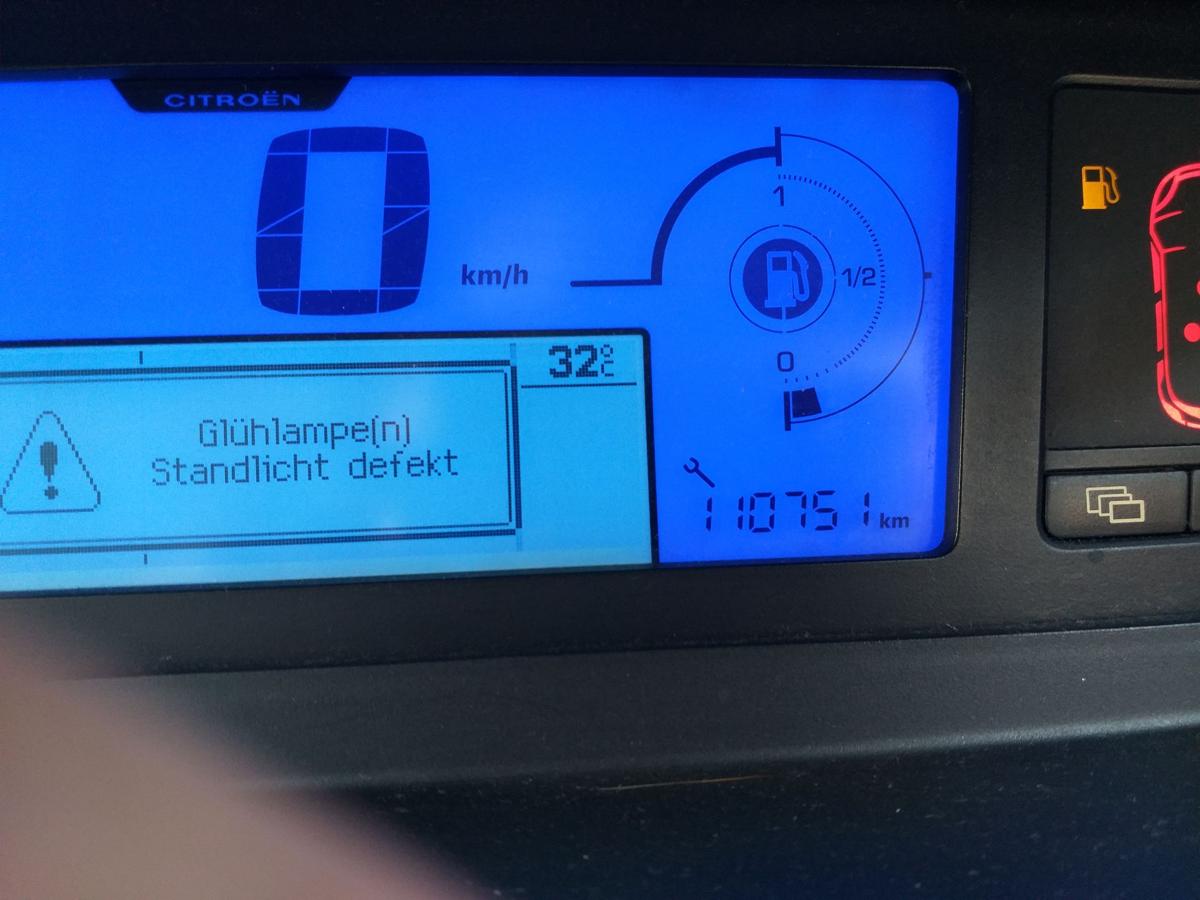 CITROËN
0
km/h
1
1/2
0
32°C
Glühlampe(n)
Standlicht defekt
110751 km